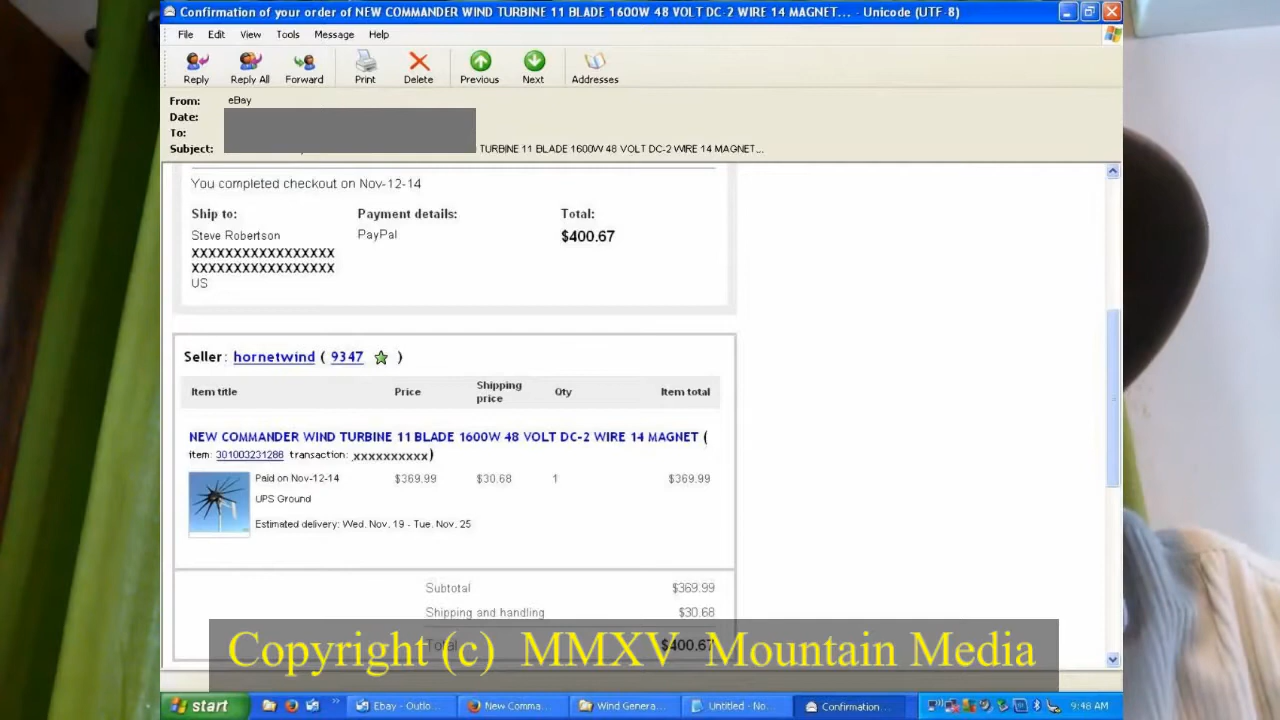 Confirmation of your order of NEW COMMANDER WIND TURBINE 11 BLADE 1600W 48 VOLT DC-2 WIRE 14 MAGNET... - Unicode (UTF-8)
File Edit View Tools Message Help
Reply Reply All Forward Print Delete Previous Next Addresses
From: eBay
Date:
To:
Subject: TURBINE 11 BLADE 1600W 48 VOLT DC-2 WIRE 14 MAGNET...
You completed checkout on Nov-12-14
Ship to: Payment details: Total:
Steve Robertson PayPal $400.67
XXXXXXXXXXXXXXXXX
XXXXXXXXXXXXXXXXX
US
Seller: hornetwind ( 9347 )
Item title Price Shipping price Qty Item total
NEW COMMANDER WIND TURBINE 11 BLADE 1600W 48 VOLT DC-2 WIRE 14 MAGNET (
item: 301003231286 transaction: xxxxxxxxxx)
Paid on Nov-12-14 $369.99 $30.68 1 $369.99
UPS Ground
Estimated delivery: Wed. Nov. 19 - Tue. Nov. 25
Subtotal $369.99
Shipping and handling $30.68
Total $400.67
Copyright (c) MMXV Mountain Media
start Ebay - Outlo... New Comma... Wind Genera... Untitled - No... Confirmation... 9:48 AM